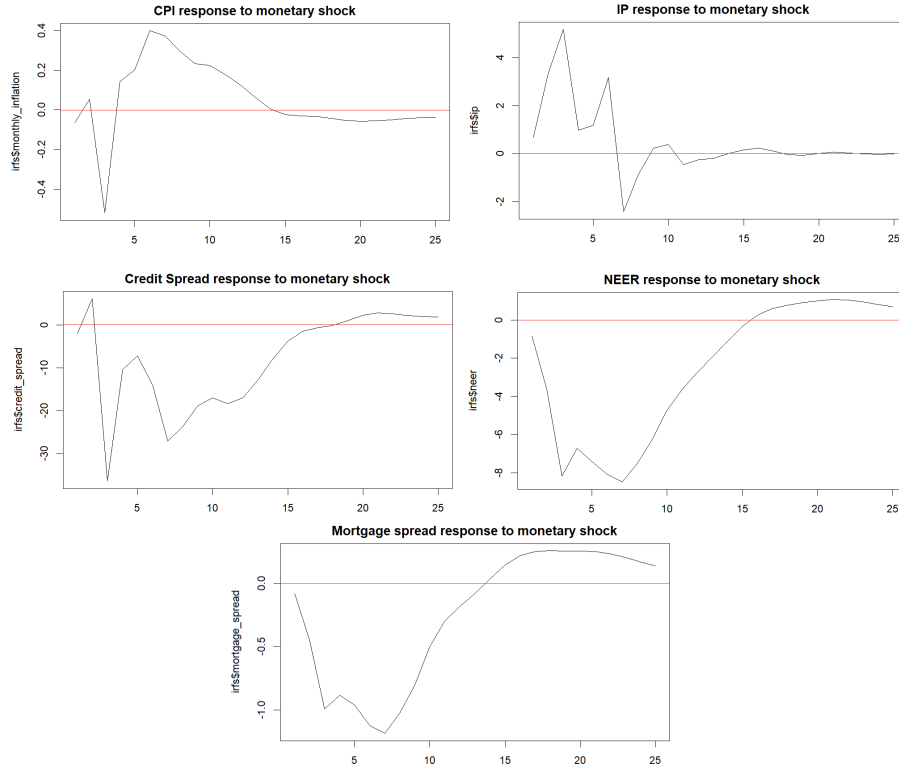 CPI response to monetary shock
irfs$monthly_inflation
0.4
0.2
0.0
-0.2
-0.4
5 10 15 20 25
IP response to monetary shock
irfs$ip
4
2
0
-2
5 10 15 20 25
Credit Spread response to monetary shock
irfs$credit_spread
0
-10
-20
-30
5 10 15 20 25
NEER response to monetary shock
irfs$neer
0
-2
-4
-6
-8
5 10 15 20 25
Mortgage spread response to monetary shock
irfs$mortgage_spread
0.0
-0.5
-1.0
5 10 15 20 25